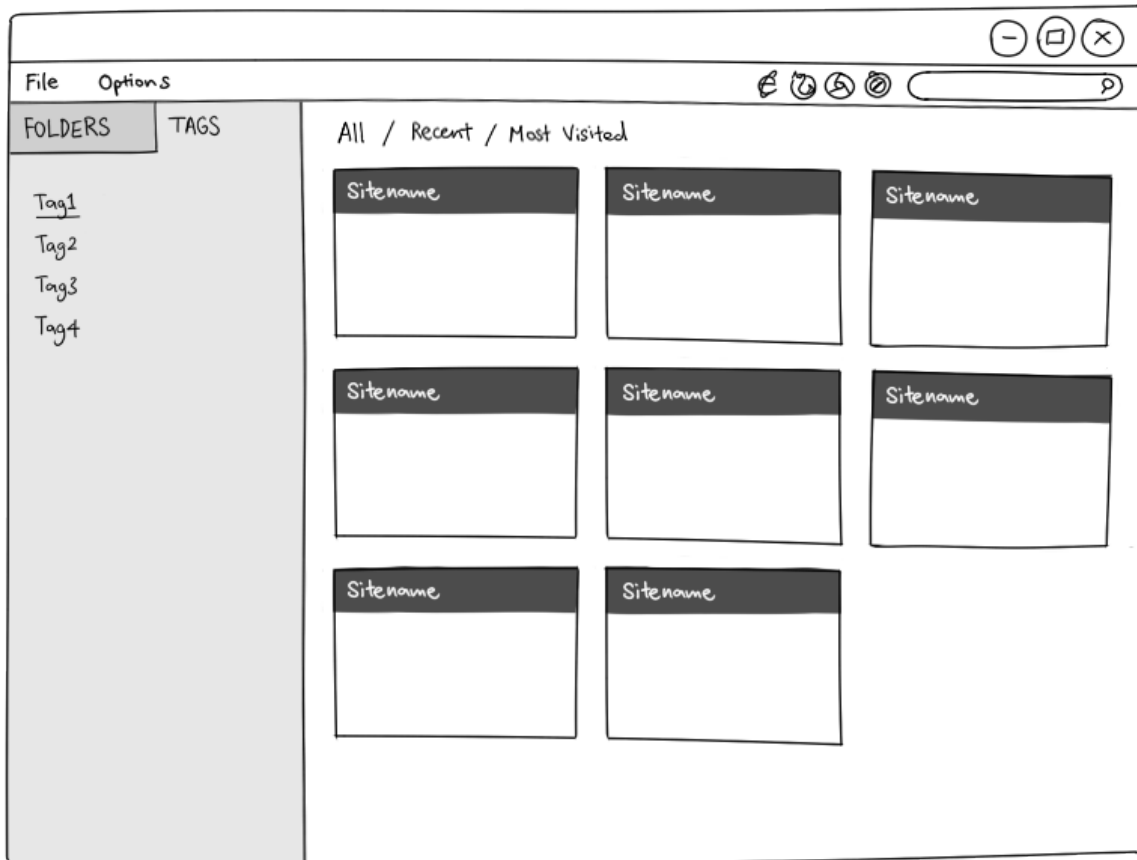 File Options
FOLDERS TAGS
All / Recent / Most Visited
Tag1
Tag2
Tag3
Tag4
Sitename Sitename Sitename
Sitename Sitename Sitename
Sitename Sitename